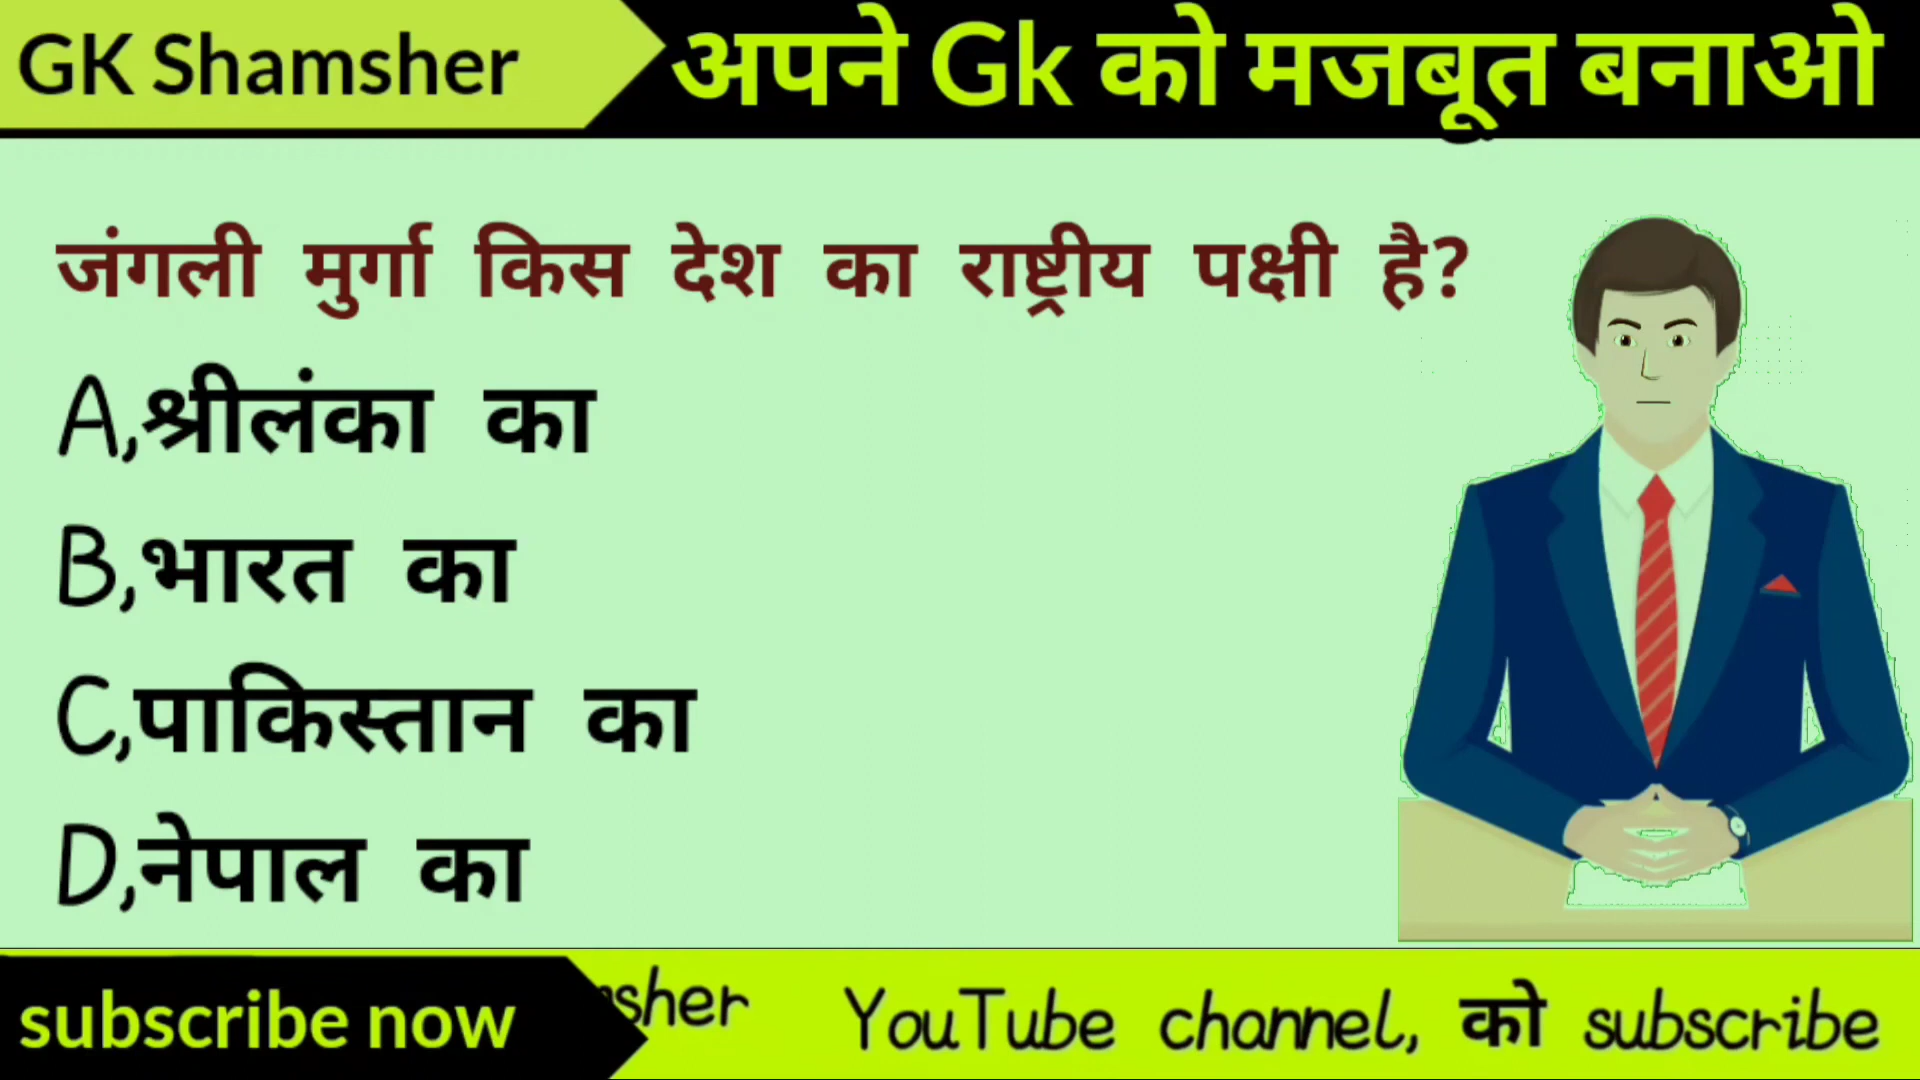 GK Shamsher
अपने Gk को मजबूत बनाओ
जंगली मुर्गा किस देश का राष्ट्रीय पक्षी है?
A,श्रीलंका का
B,भारत का
C,पाकिस्तान का
D,नेपाल का
subscribe now
sher YouTube channel, को subscribe